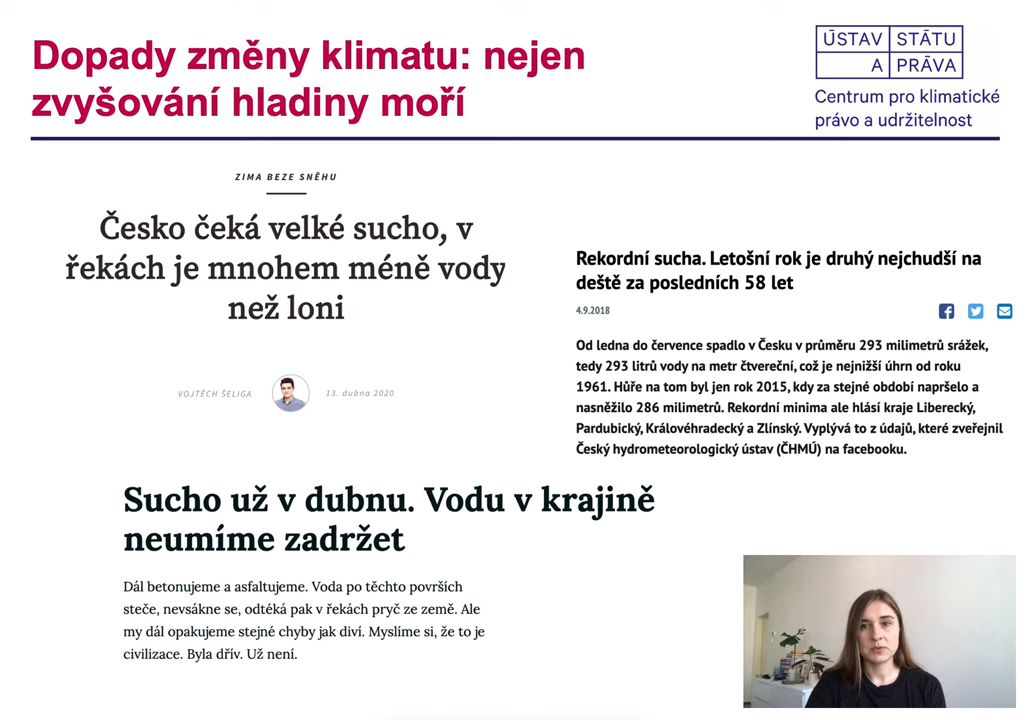 Dopady změny klimatu: nejen
zvyšování hladiny moří
ÚSTAV STÁTU
A PRÁVA
Centrum pro klimatické
právo a udržitelnost
ZIMA BEZE SNĚHU
Česko čeká velké sucho, v
řekách je mnohem méně vody
než loni
VOJTĚCH ŠELIGA 13. dubna 2020
Rekordní sucha. Letošní rok je druhý nejchudší na
deště za posledních 58 let
4.9.2018
Od ledna do července spadlo v Česku v průměru 293 milimetrů srážek,
tedy 293 litrů vody na metr čtvereční, což je nejnižší úhrn od roku
1961. Hůře na tom byl jen rok 2015, kdy za stejné období napršelo a
nasněžilo 286 milimetrů. Rekordní minima ale hlásí kraje Liberecký,
Pardubický, Královéhradecký a Zlínský. Vyplývá to z údajů, které zveřejnil
Český hydrometeorologický ústav (ČHMÚ) na facebooku.
Sucho už v dubnu. Vodu v krajině
neumíme zadržet
Dál betonujeme a asfaltujeme. Voda po těchto površích
steče, nevsákne se, odtéká pak v řekách pryč ze země. Ale
my dál opakujeme stejné chyby jak diví. Myslíme si, že to je
civilizace. Byla dřív. Už není.